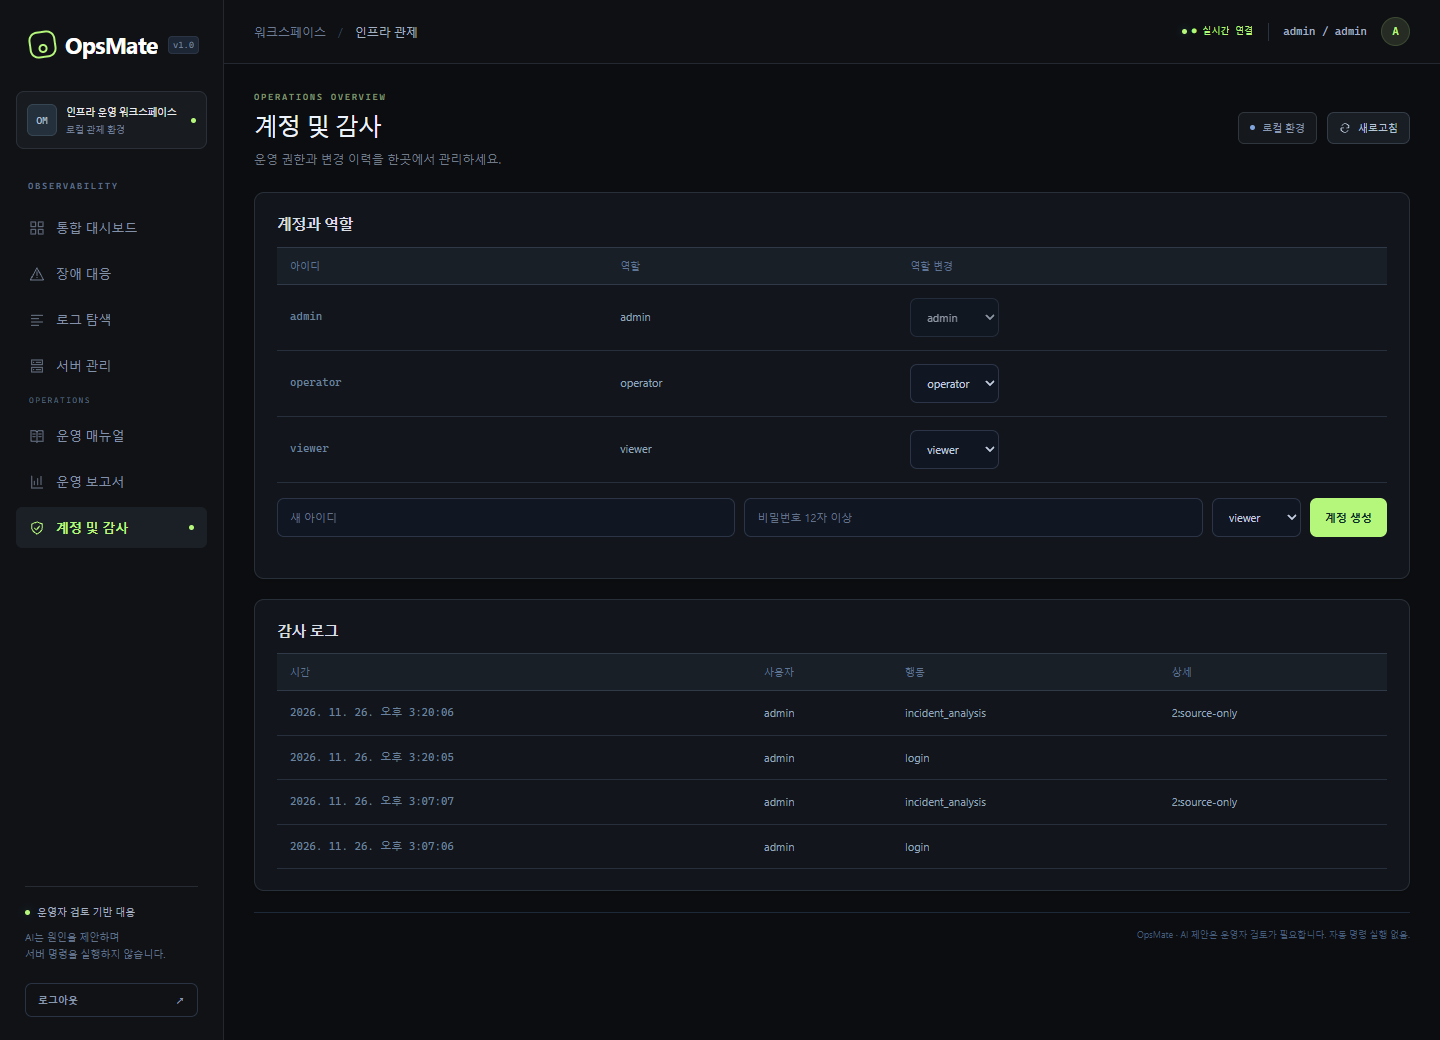 OpsMate v1.0
워크스페이스 / 인프라 관제
실시간 연결
admin / admin
A
OM
인프라 운영 워크스페이스
로컬 관제 환경
OBSERVABILITY
통합 대시보드
장애 대응
로그 탐색
서버 관리
OPERATIONS
운영 매뉴얼
운영 보고서
계정 및 감사
운영자 검토 기반 대응
AI는 원인을 제안하며
서버 명령을 실행하지 않습니다.
로그아웃 ↗
OPERATIONS OVERVIEW
계정 및 감사
운영 권한과 변경 이력을 한곳에서 관리하세요.
로컬 환경
새로고침
계정과 역할
아이디 역할 역할 변경
admin admin admin
operator operator operator
viewer viewer viewer
새 아이디 비밀번호 12자 이상 viewer 계정 생성
감사 로그
시간 사용자 행동 상세
2026. 11. 26. 오후 3:20:06 admin incident_analysis 2:source-only
2026. 11. 26. 오후 3:20:05 admin login
2026. 11. 26. 오후 3:07:07 admin incident_analysis 2:source-only
2026. 11. 26. 오후 3:07:06 admin login
OpsMate · AI 제안은 운영자 검토가 필요합니다. 자동 명령 실행 없음.